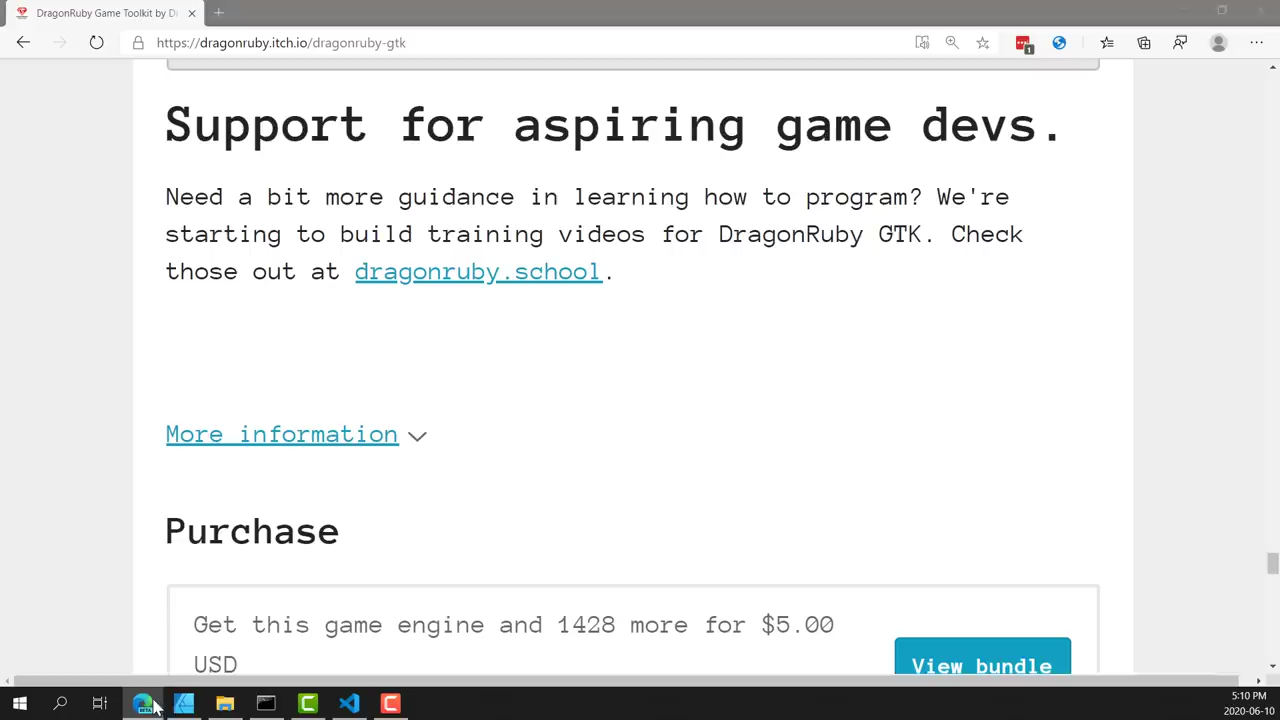 DragonRuby Game Toolkit by Dr
https://dragonruby.itch.io/dragonruby-gtk
1
Support for aspiring game devs.
Need a bit more guidance in learning how to program? We're
starting to build training videos for DragonRuby GTK. Check
those out at dragonruby.school.
More information
Purchase
Get this game engine and 1428 more for $5.00
USD
View bundle
BETA
5:10 PM
2020-06-10